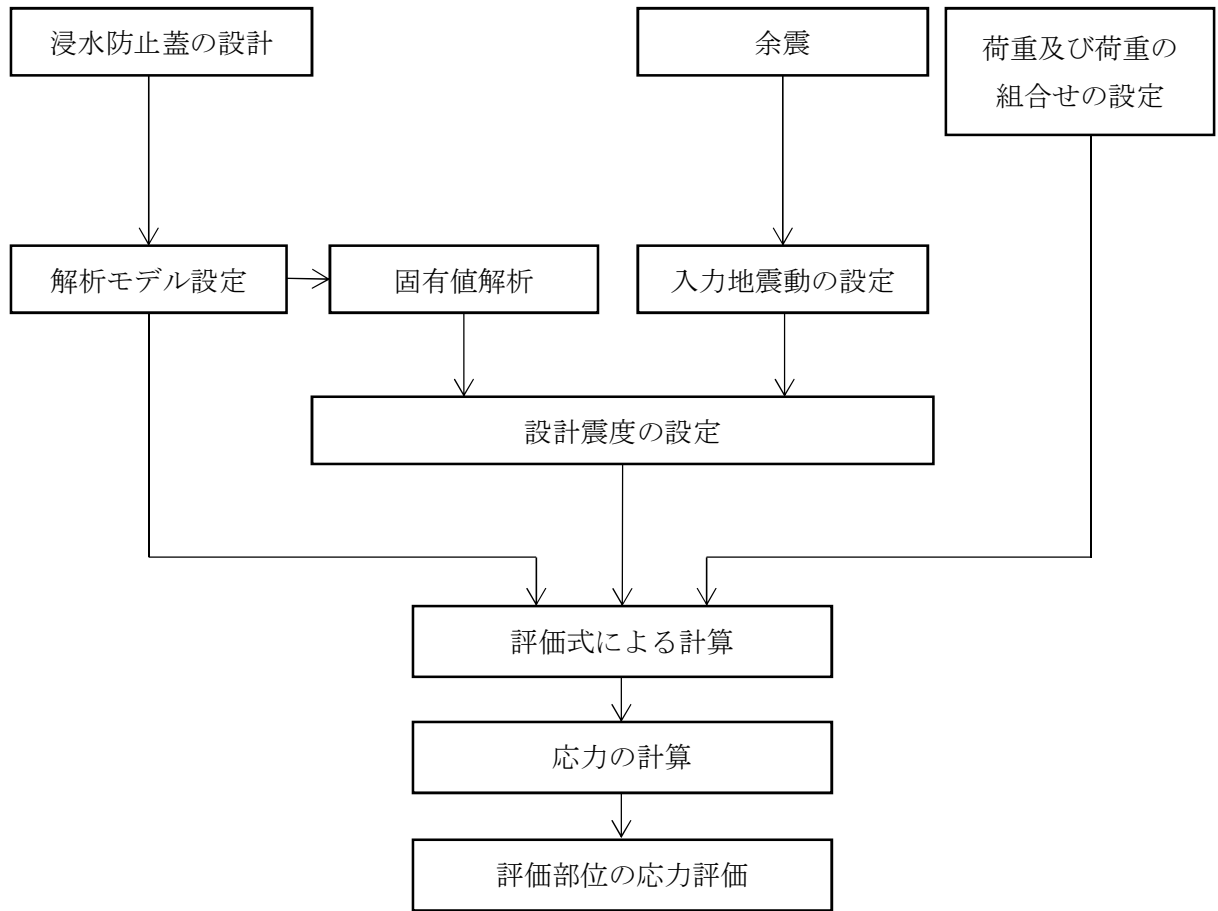 浸水防止蓋の設計
余震
荷重及び荷重の
組合せの設定
解析モデル設定
固有値解析
入力地震動の設定
設計震度の設定
評価式による計算
応力の計算
評価部位の応力評価